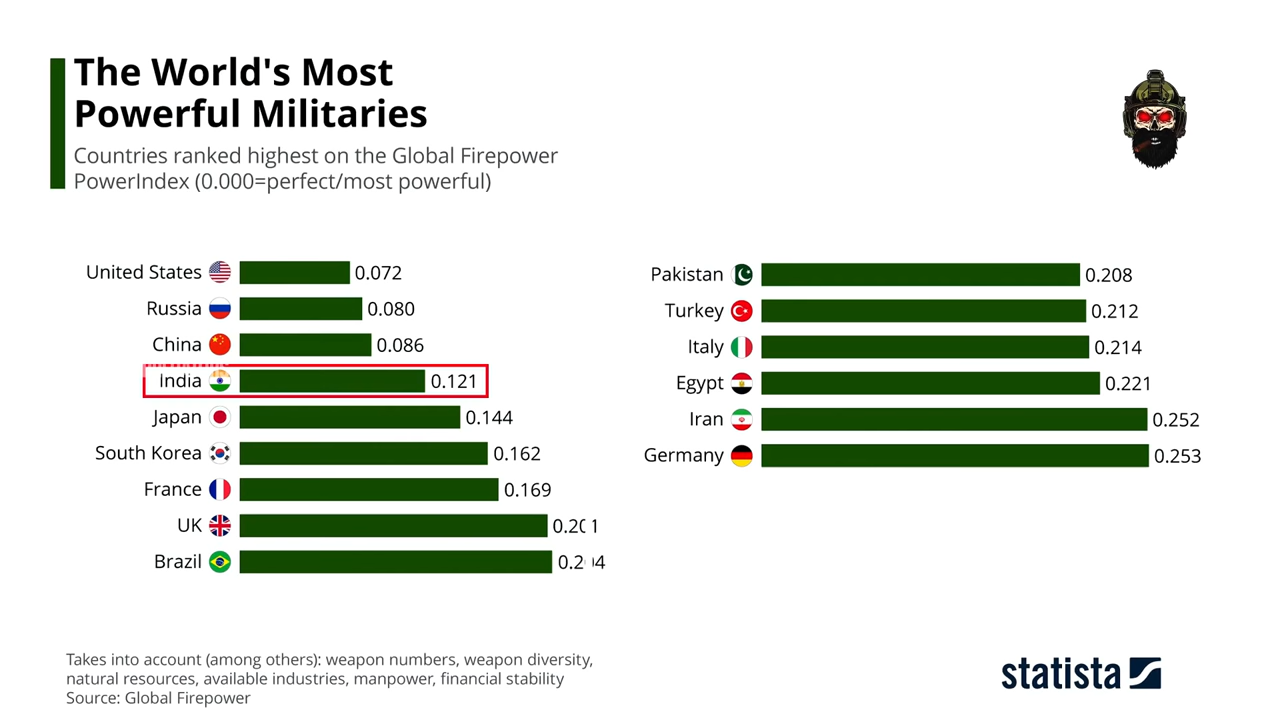 The World's Most
Powerful Militaries
Countries ranked highest on the Global Firepower
PowerIndex (0.000=perfect/most powerful)
United States 0.072
Russia 0.080
China 0.086
India 0.121
Japan 0.144
South Korea 0.162
France 0.169
UK 0.201
Brazil 0.204
Pakistan 0.208
Turkey 0.212
Italy 0.214
Egypt 0.221
Iran 0.252
Germany 0.253
Takes into account (among others): weapon numbers, weapon diversity,
natural resources, available industries, manpower, financial stability
Source: Global Firepower
statista